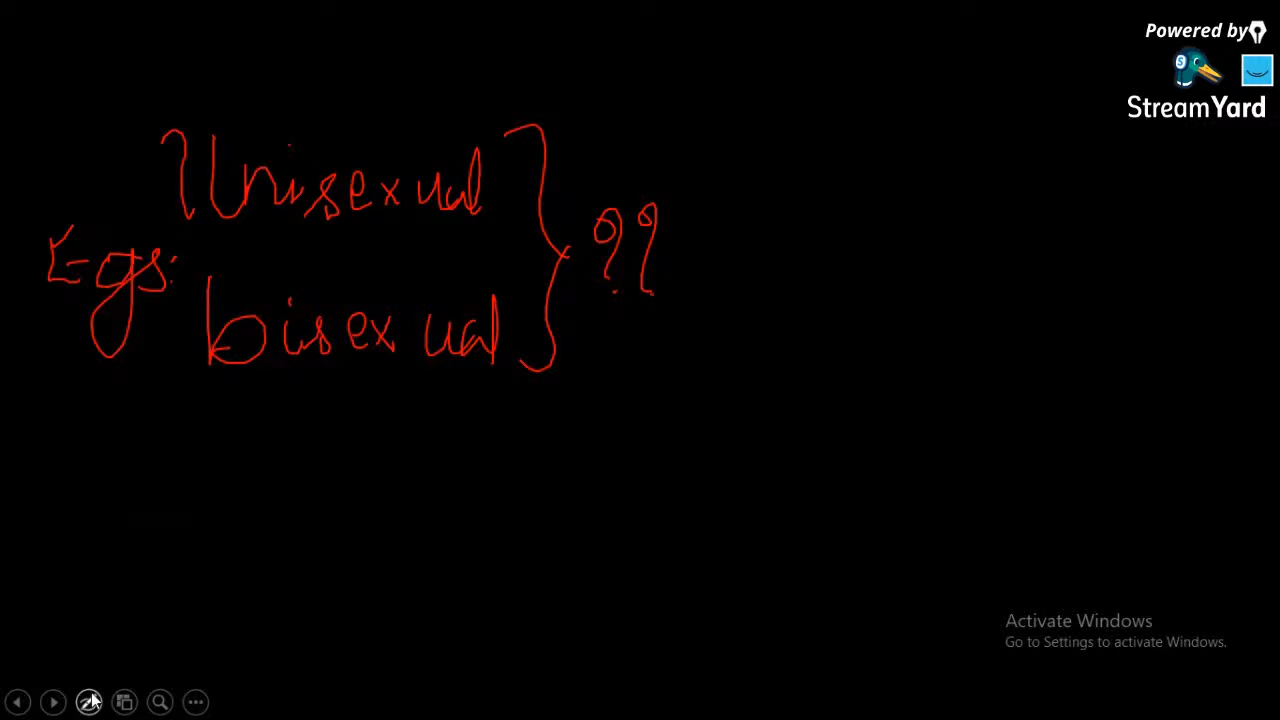 Powered by
StreamYard
Unisexual
Egs: ??
bisexual
Activate Windows
Go to Settings to activate Windows.